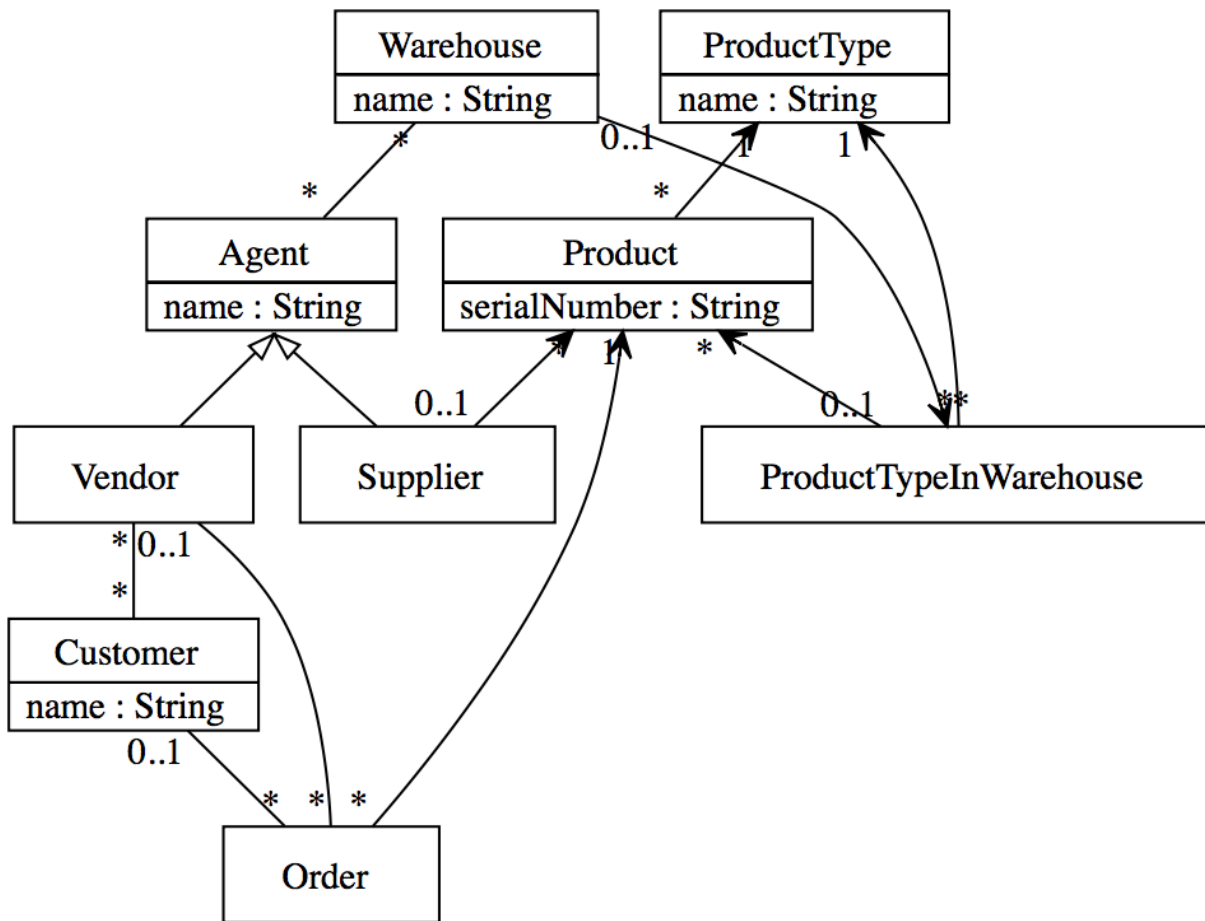 Warehouse
name : String
ProductType
name : String
*
0..1
1
1
*
*
Agent
name : String
Product
serialNumber : String
*
1
*
0..1
0..1
**
Vendor
Supplier
ProductTypeInWarehouse
*
0..1
*
Customer
name : String
0..1
*
*
*
Order